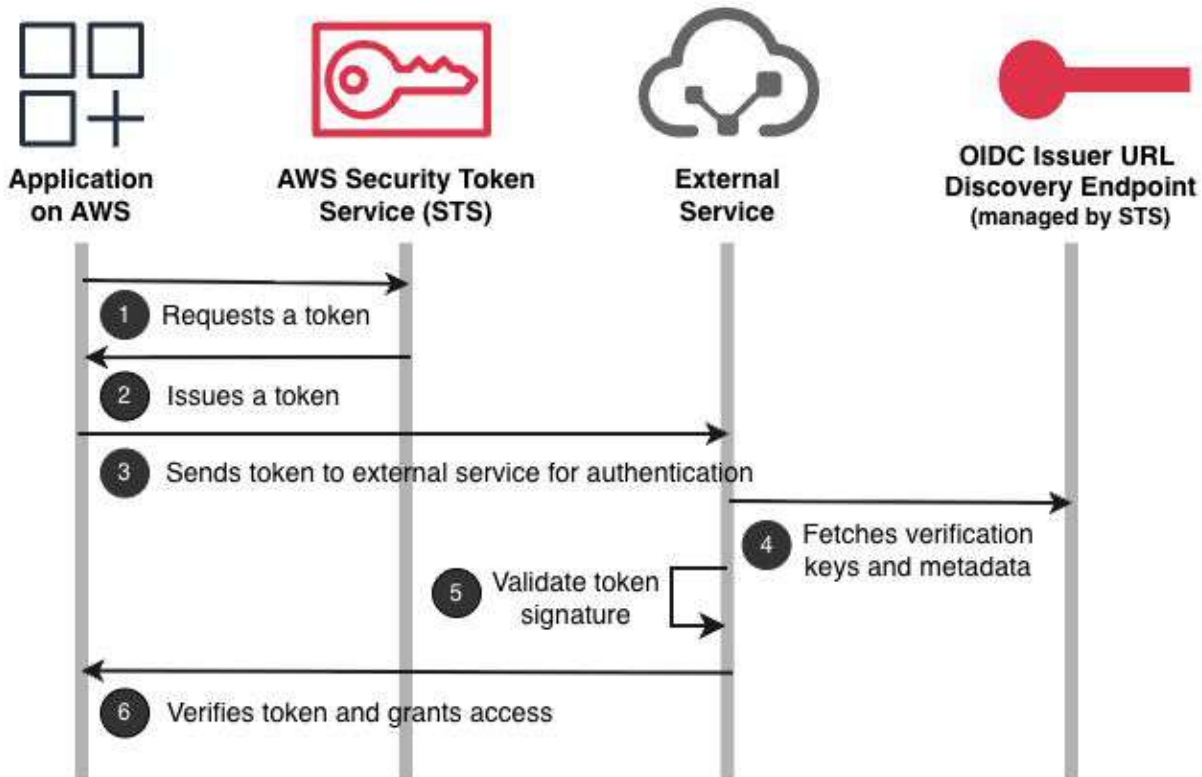 Application
on AWS
AWS Security Token
Service (STS)
External
Service
OIDC Issuer URL
Discovery Endpoint
(managed by STS)
1 Requests a token
2 Issues a token
3 Sends token to external service for authentication
4 Fetches verification
keys and metadata
5 Validate token
signature
6 Verifies token and grants access